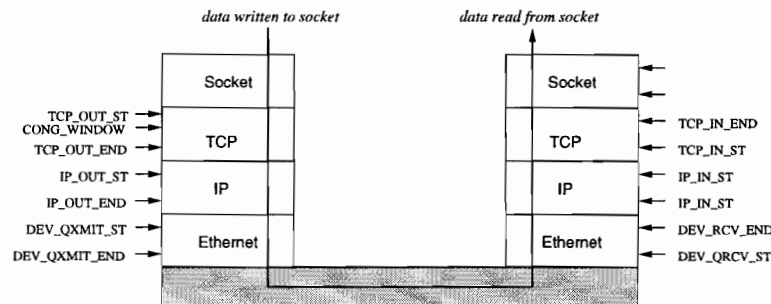 data written to socket
data read from socket
Socket
Socket
TCP_OUT_ST
CONG_WINDOW
TCP_OUT_END
TCP
TCP
TCP_IN_END
TCP_IN_ST
IP_OUT_ST
IP_OUT_END
IP
IP
IP_IN_ST
IP_IN_ST
DEV_QXMIT_ST
DEV_QXMIT_END
Ethernet
Ethernet
DEV_RCV_END
DEV_QRCV_ST